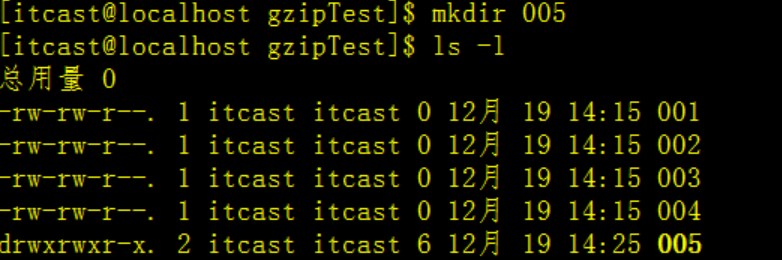 [itcast@localhost gzipTest]$ mkdir 005
[itcast@localhost gzipTest]$ ls -l
总用量 0
-rw-rw-r--. 1 itcast itcast 0 12月 19 14:15 001
-rw-rw-r--. 1 itcast itcast 0 12月 19 14:15 002
-rw-rw-r--. 1 itcast itcast 0 12月 19 14:15 003
-rw-rw-r--. 1 itcast itcast 0 12月 19 14:15 004
drwxrwxr-x. 2 itcast itcast 6 12月 19 14:25 005